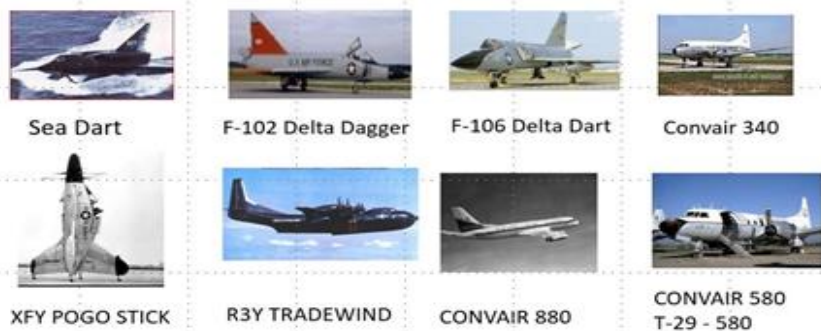 Sea Dart
F-102 Delta Dagger
F-106 Delta Dart
Convair 340
XFY POGO STICK
R3Y TRADEWIND
CONVAIR 880
CONVAIR 580
T-29 - 580